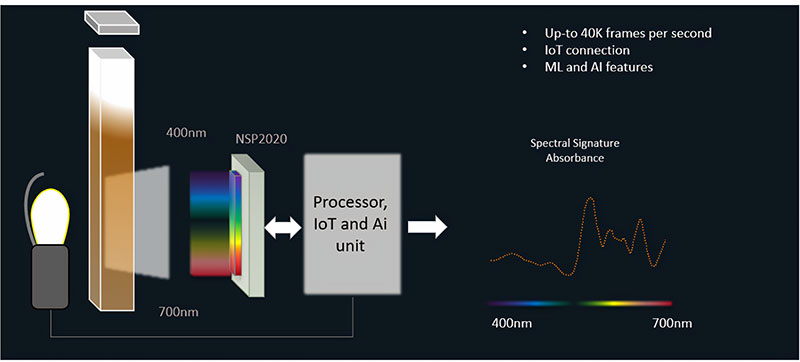 • Up-to 40K frames per second
• IoT connection
• ML and AI features
400nm
NSP2020
Spectral Signature
Absorbance
Processor,
IoT and Ai
unit
700nm
400nm
700nm